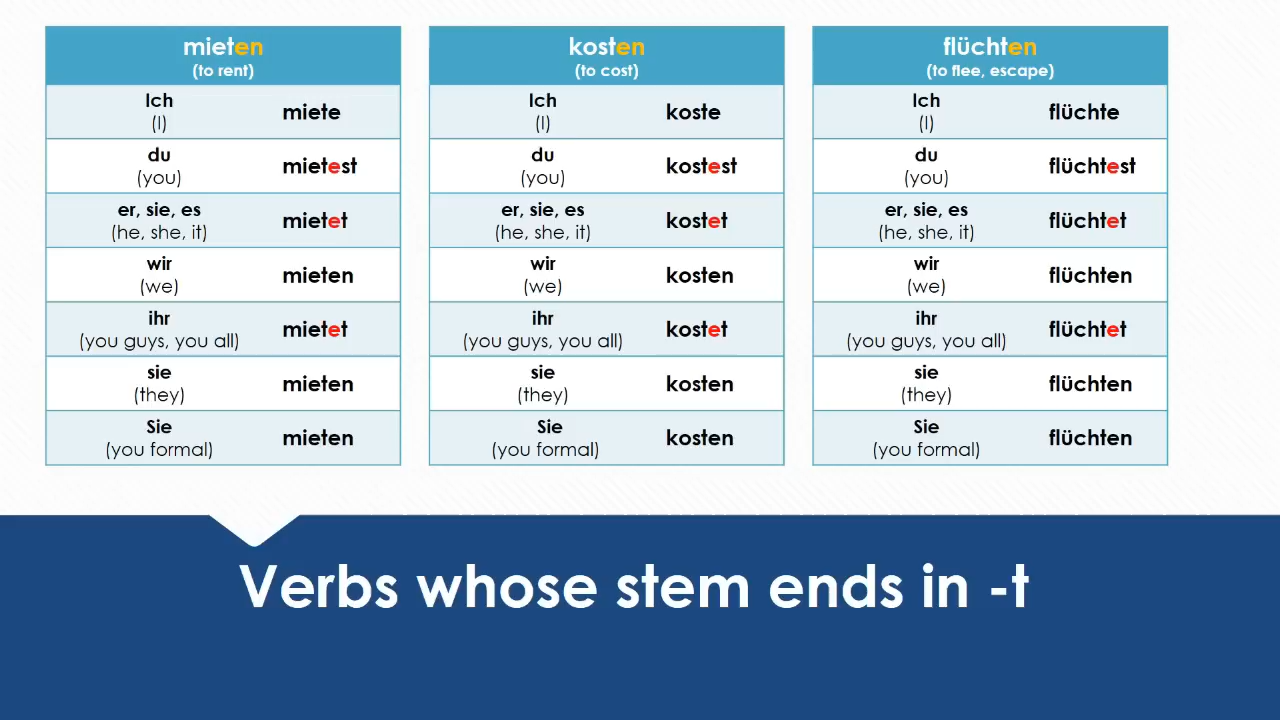 mieten
(to rent)
Ich
(I)
miete
du
(you)
mietest
er, sie, es
(he, she, it)
mietet
wir
(we)
mieten
ihr
(you guys, you all)
mietet
sie
(they)
mieten
Sie
(you formal)
mieten
kosten
(to cost)
Ich
(I)
koste
du
(you)
kostest
er, sie, es
(he, she, it)
kostet
wir
(we)
kosten
ihr
(you guys, you all)
kostet
sie
(they)
kosten
Sie
(you formal)
kosten
flüchten
(to flee, escape)
Ich
(I)
flüchte
du
(you)
flüchtest
er, sie, es
(he, she, it)
flüchtet
wir
(we)
flüchten
ihr
(you guys, you all)
flüchtet
sie
(they)
flüchten
Sie
(you formal)
flüchten
Verbs whose stem ends in -t